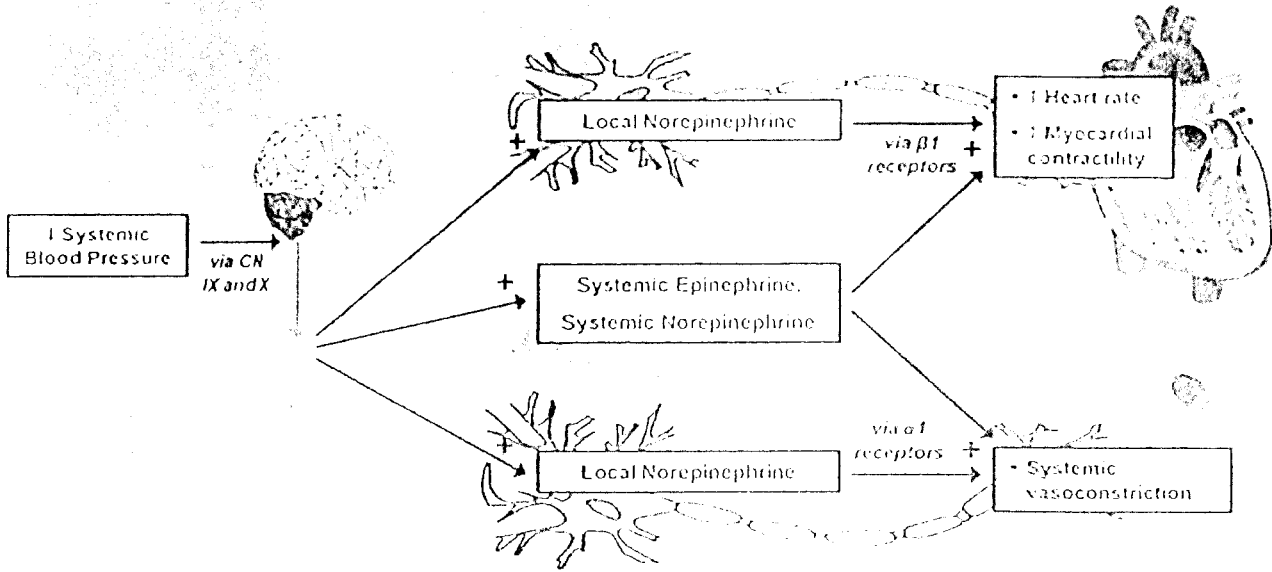 ↓ Systemic
Blood Pressure
via CN
IX and X
+
Local Norepinephrine
via β1
receptors
+
• ↑ Heart rate
• ↑ Myocardial
contractility
+
Systemic Epinephrine,
Systemic Norepinephrine
+
Local Norepinephrine
via α1
receptors
+
• Systemic
vasoconstriction